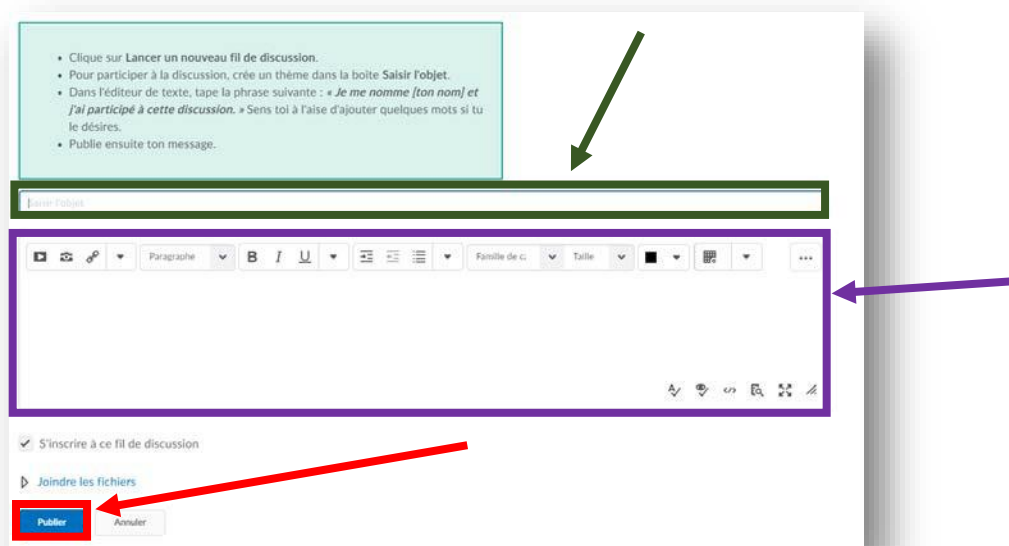 • Clique sur Lancer un nouveau fil de discussion.
• Pour participer à la discussion, crée un thème dans la boite Saisir l'objet.
• Dans l'éditeur de texte, tape la phrase suivante : « Je me nomme [ton nom] et
j'ai participé à cette discussion. » Sens toi à l'aise d'ajouter quelques mots si tu
le désires.
• Publie ensuite ton message.
Saisir l'objet
Paragraphe B I U Famille de c: Taille ...
S'inscrire à ce fil de discussion
Joindre les fichiers
Publier Annuler